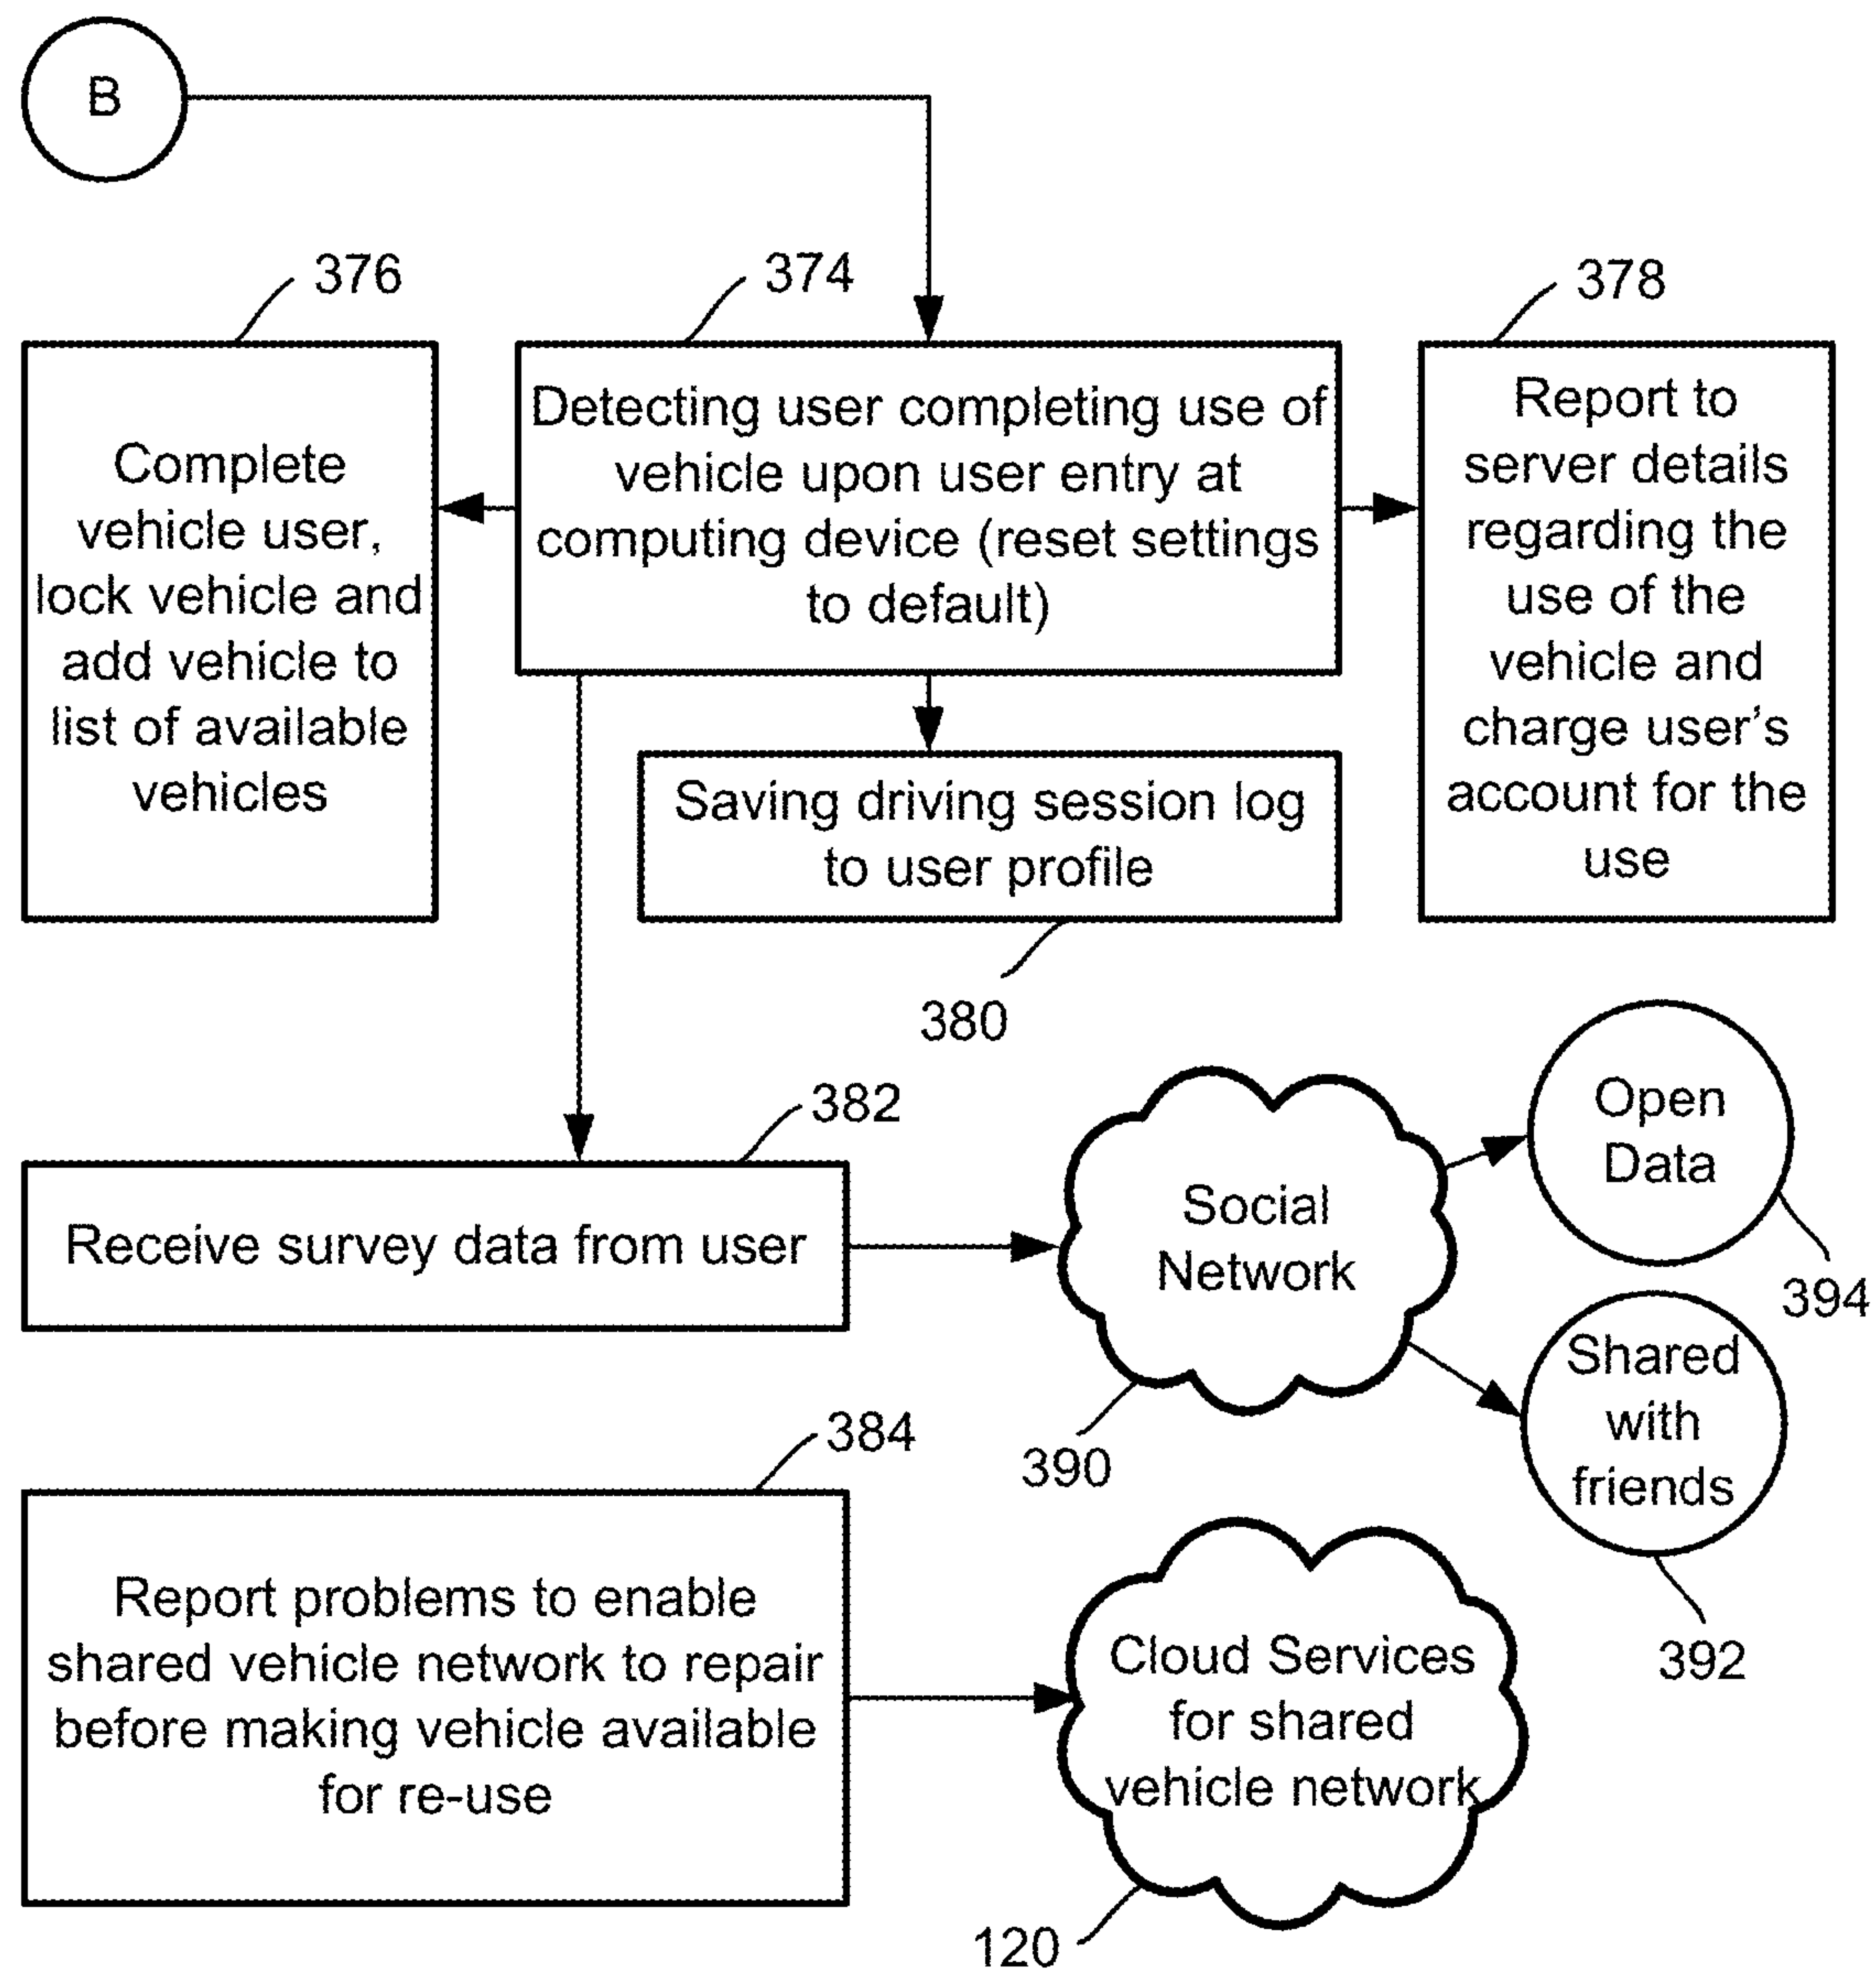 B
376
374
378
Complete
vehicle user,
lock vehicle and
add vehicle to
list of available
vehicles
Detecting user completing use of
vehicle upon user entry at
computing device (reset settings
to default)
Report to
server details
regarding the
use of the
vehicle and
charge user’s
account for the
use
Saving driving session log
to user profile
380
382
Receive survey data from user
Social
Network
390
Open
Data
394
Shared
with
friends
392
384
Report problems to enable
shared vehicle network to repair
before making vehicle available
for re-use
Cloud Services
for shared
vehicle network
120